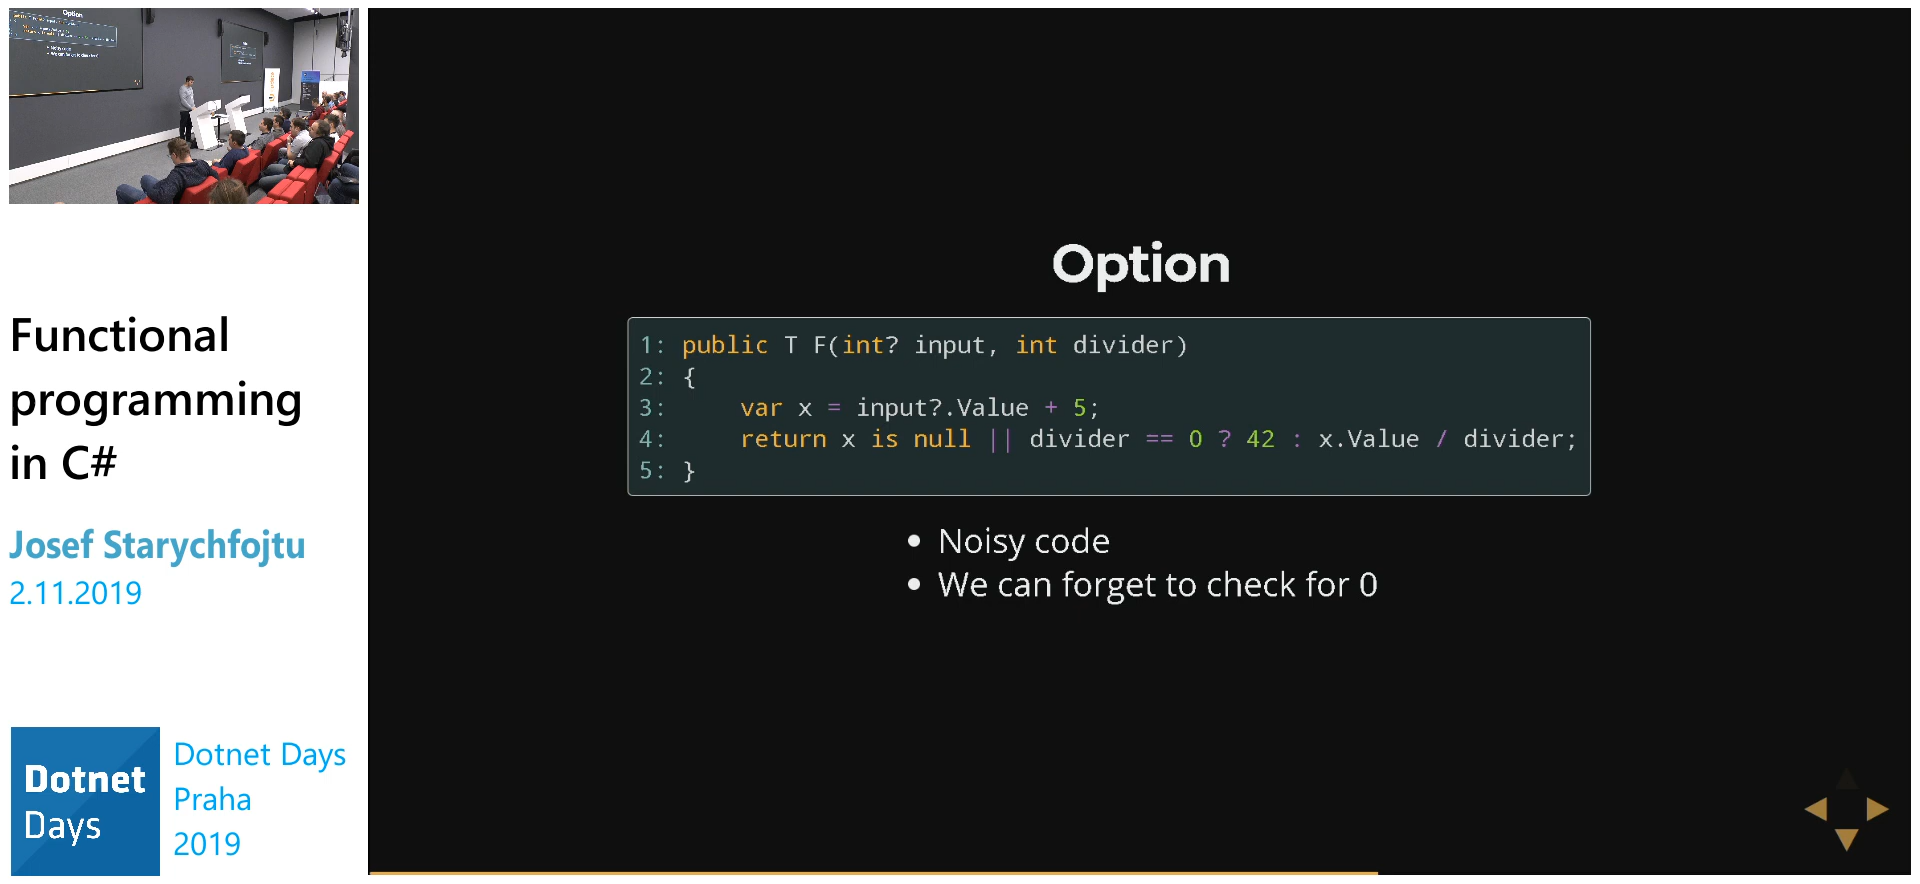 Functional
programming
in C#
Josef Starychfojtu
2.11.2019
Dotnet
Days
Dotnet Days
Praha
2019
Option
1: public T F(int? input, int divider)
2: {
3:     var x = input?.Value + 5;
4:     return x is null || divider == 0 ? 42 : x.Value / divider;
5: }
• Noisy code
• We can forget to check for 0